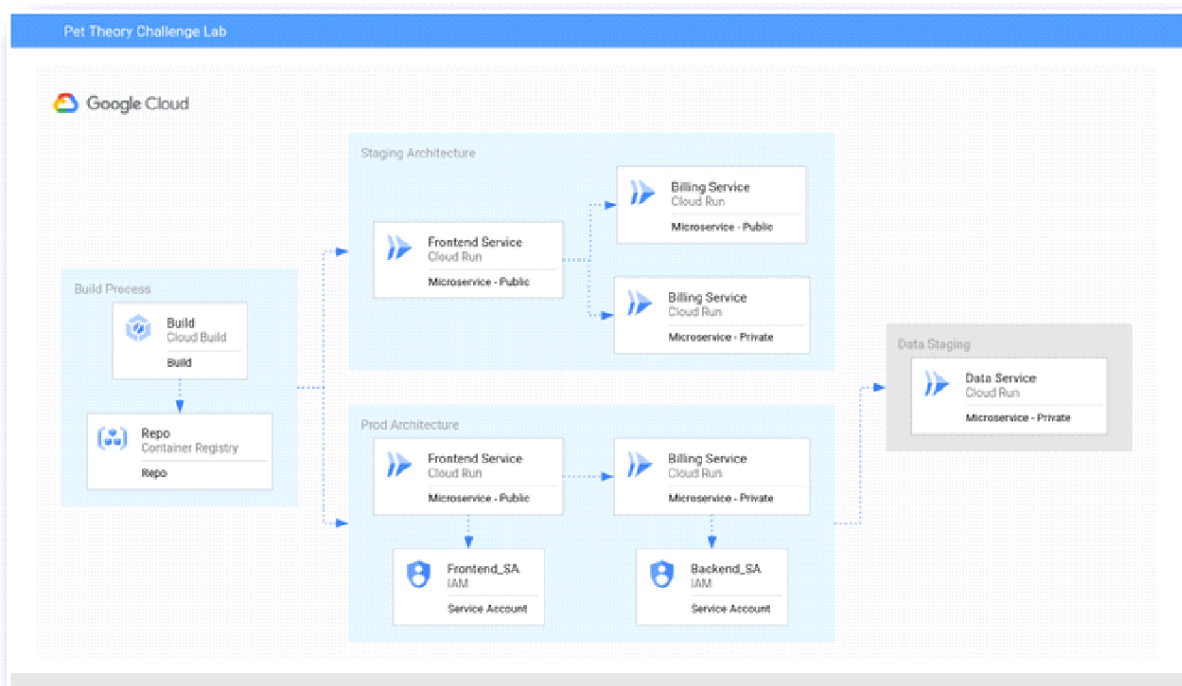 Pet Theory Challenge Lab
Google Cloud
Staging Architecture
Billing Service
Cloud Run
Microservice - Public
Frontend Service
Cloud Run
Microservice - Public
Billing Service
Cloud Run
Microservice - Private
Build Process
Build
Cloud Build
Build
Repo
Container Registry
Repo
Prod Architecture
Frontend Service
Cloud Run
Microservice - Public
Billing Service
Cloud Run
Microservice - Private
Frontend_SA
IAM
Service Account
Backend_SA
IAM
Service Account
Data Staging
Data Service
Cloud Run
Microservice - Private